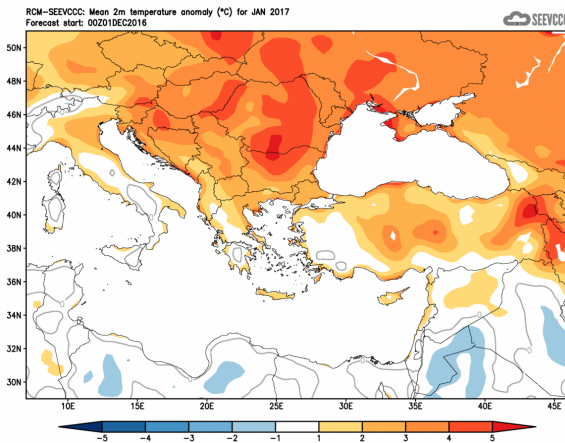 RCM-SEEVCCC: Mean 2m temperature anomaly (°C) for JAN 2017
Forecast start: 00Z01DEC2016
SEEVCCC
50N
48N
46N
44N
42N
40N
38N
36N
34N
32N
30N
10E 15E 20E 25E 30E 35E 40E 45E
-5 -4 -3 -2 -1 1 2 3 4 5